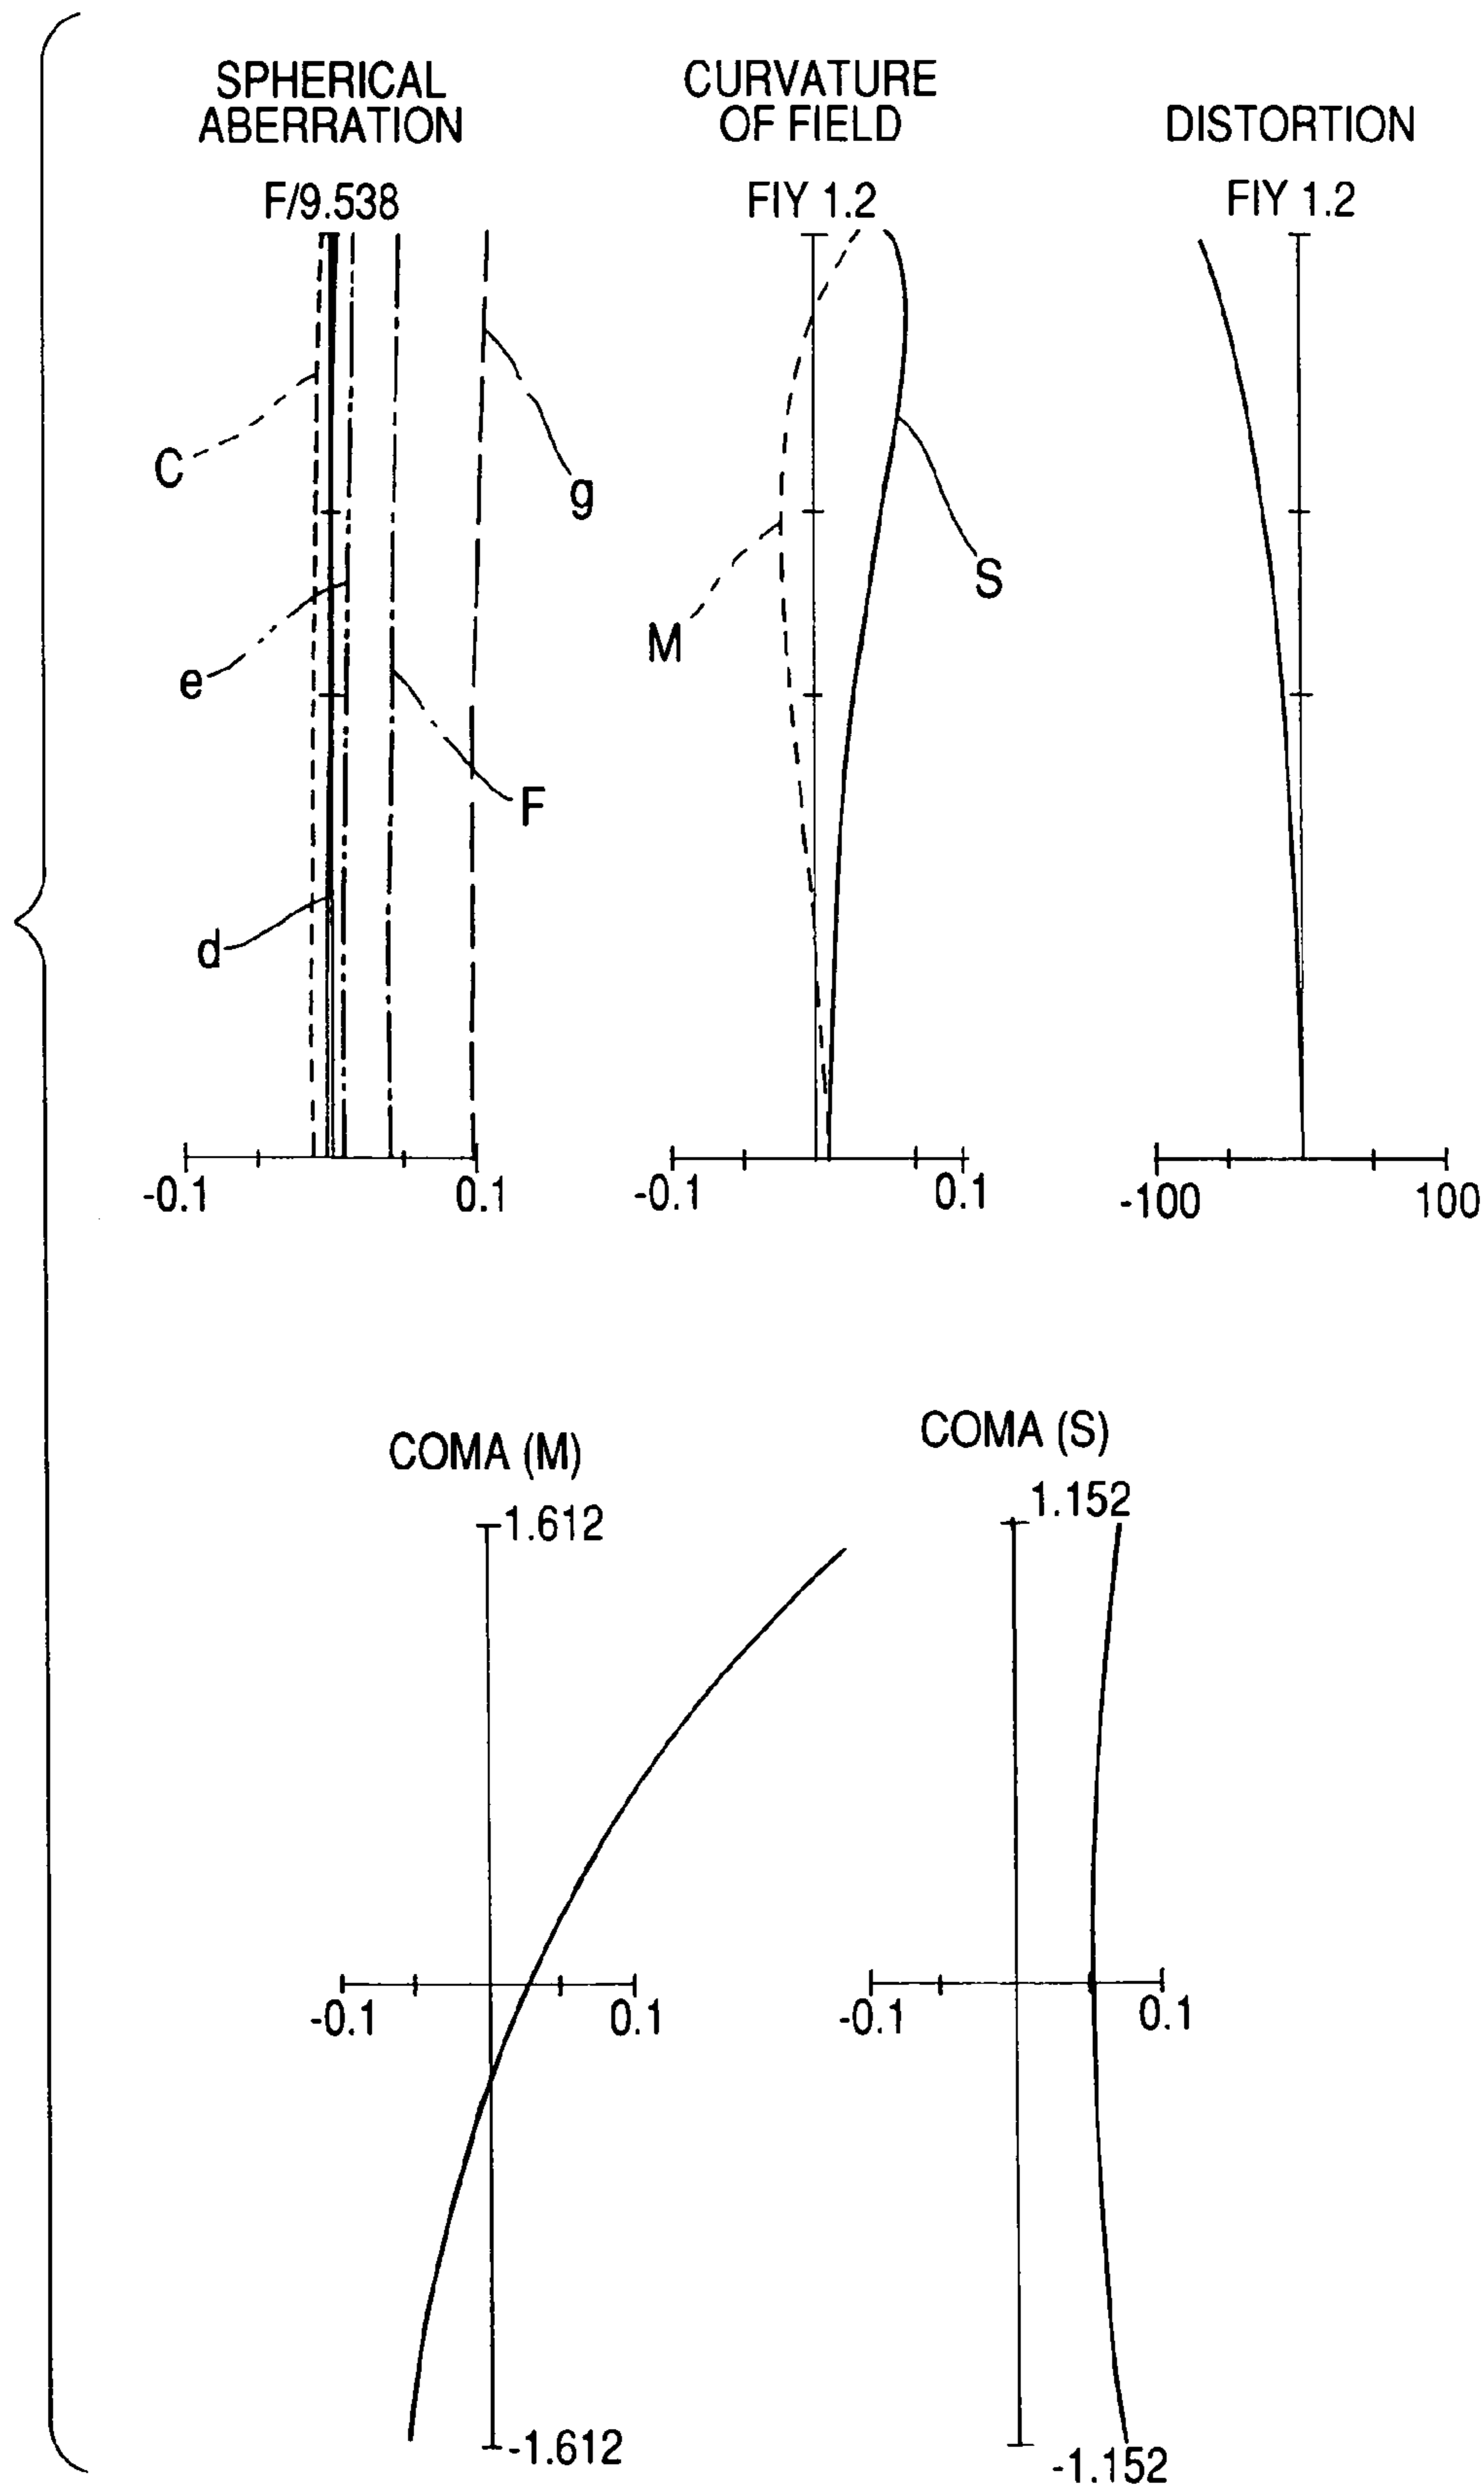 SPHERICAL
ABERRATION
F/9.538
CURVATURE
OF FIELD
FIY 1.2
DISTORTION
FIY 1.2
C
g
e
F
d
-0.1
0.1
M
S
-0.1
0.1
-100
100
COMA (M)
1.612
-0.1
0.1
-1.612
COMA (S)
1.152
-0.1
0.1
-1.152